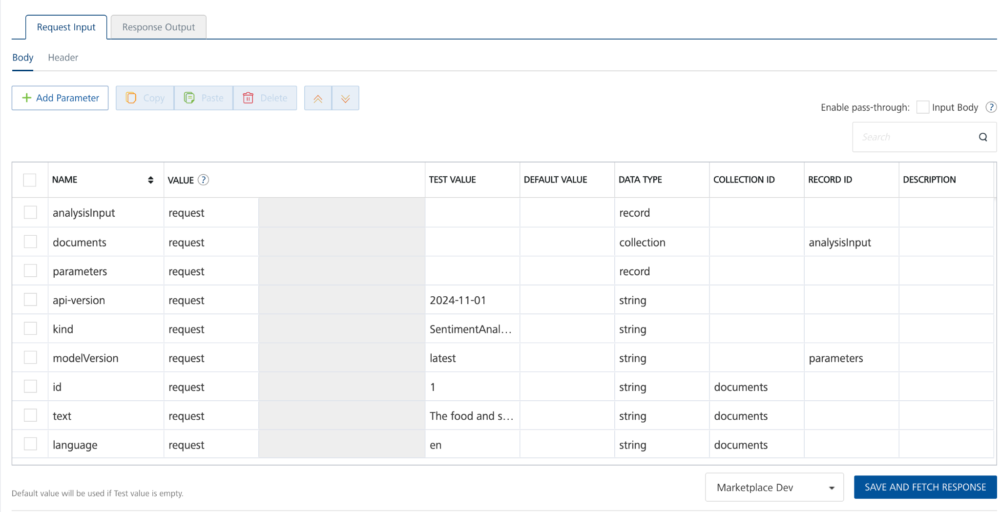 Request Input Response Output
Body Header
Add Parameter Copy Paste Delete
Enable pass-through: Input Body ?
Search
NAME VALUE ? TEST VALUE DEFAULT VALUE DATA TYPE COLLECTION ID RECORD ID DESCRIPTION
analysisInput request record
documents request collection analysisInput
parameters request record
api-version request 2024-11-01 string
kind request SentimentAnal... string
modelVersion request latest string parameters
id request 1 string documents
text request The food and s... string documents
language request en string documents
Marketplace Dev SAVE AND FETCH RESPONSE
Default value will be used if Test value is empty.